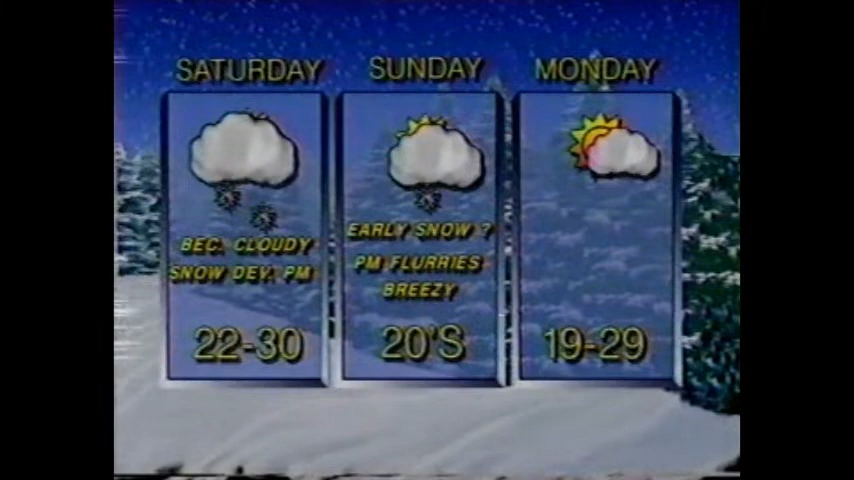 SATURDAY
BEC. CLOUDY
SNOW DEV. PM
22-30
SUNDAY
EARLY SNOW ?
PM FLURRIES
BREEZY
20'S
MONDAY
19-29